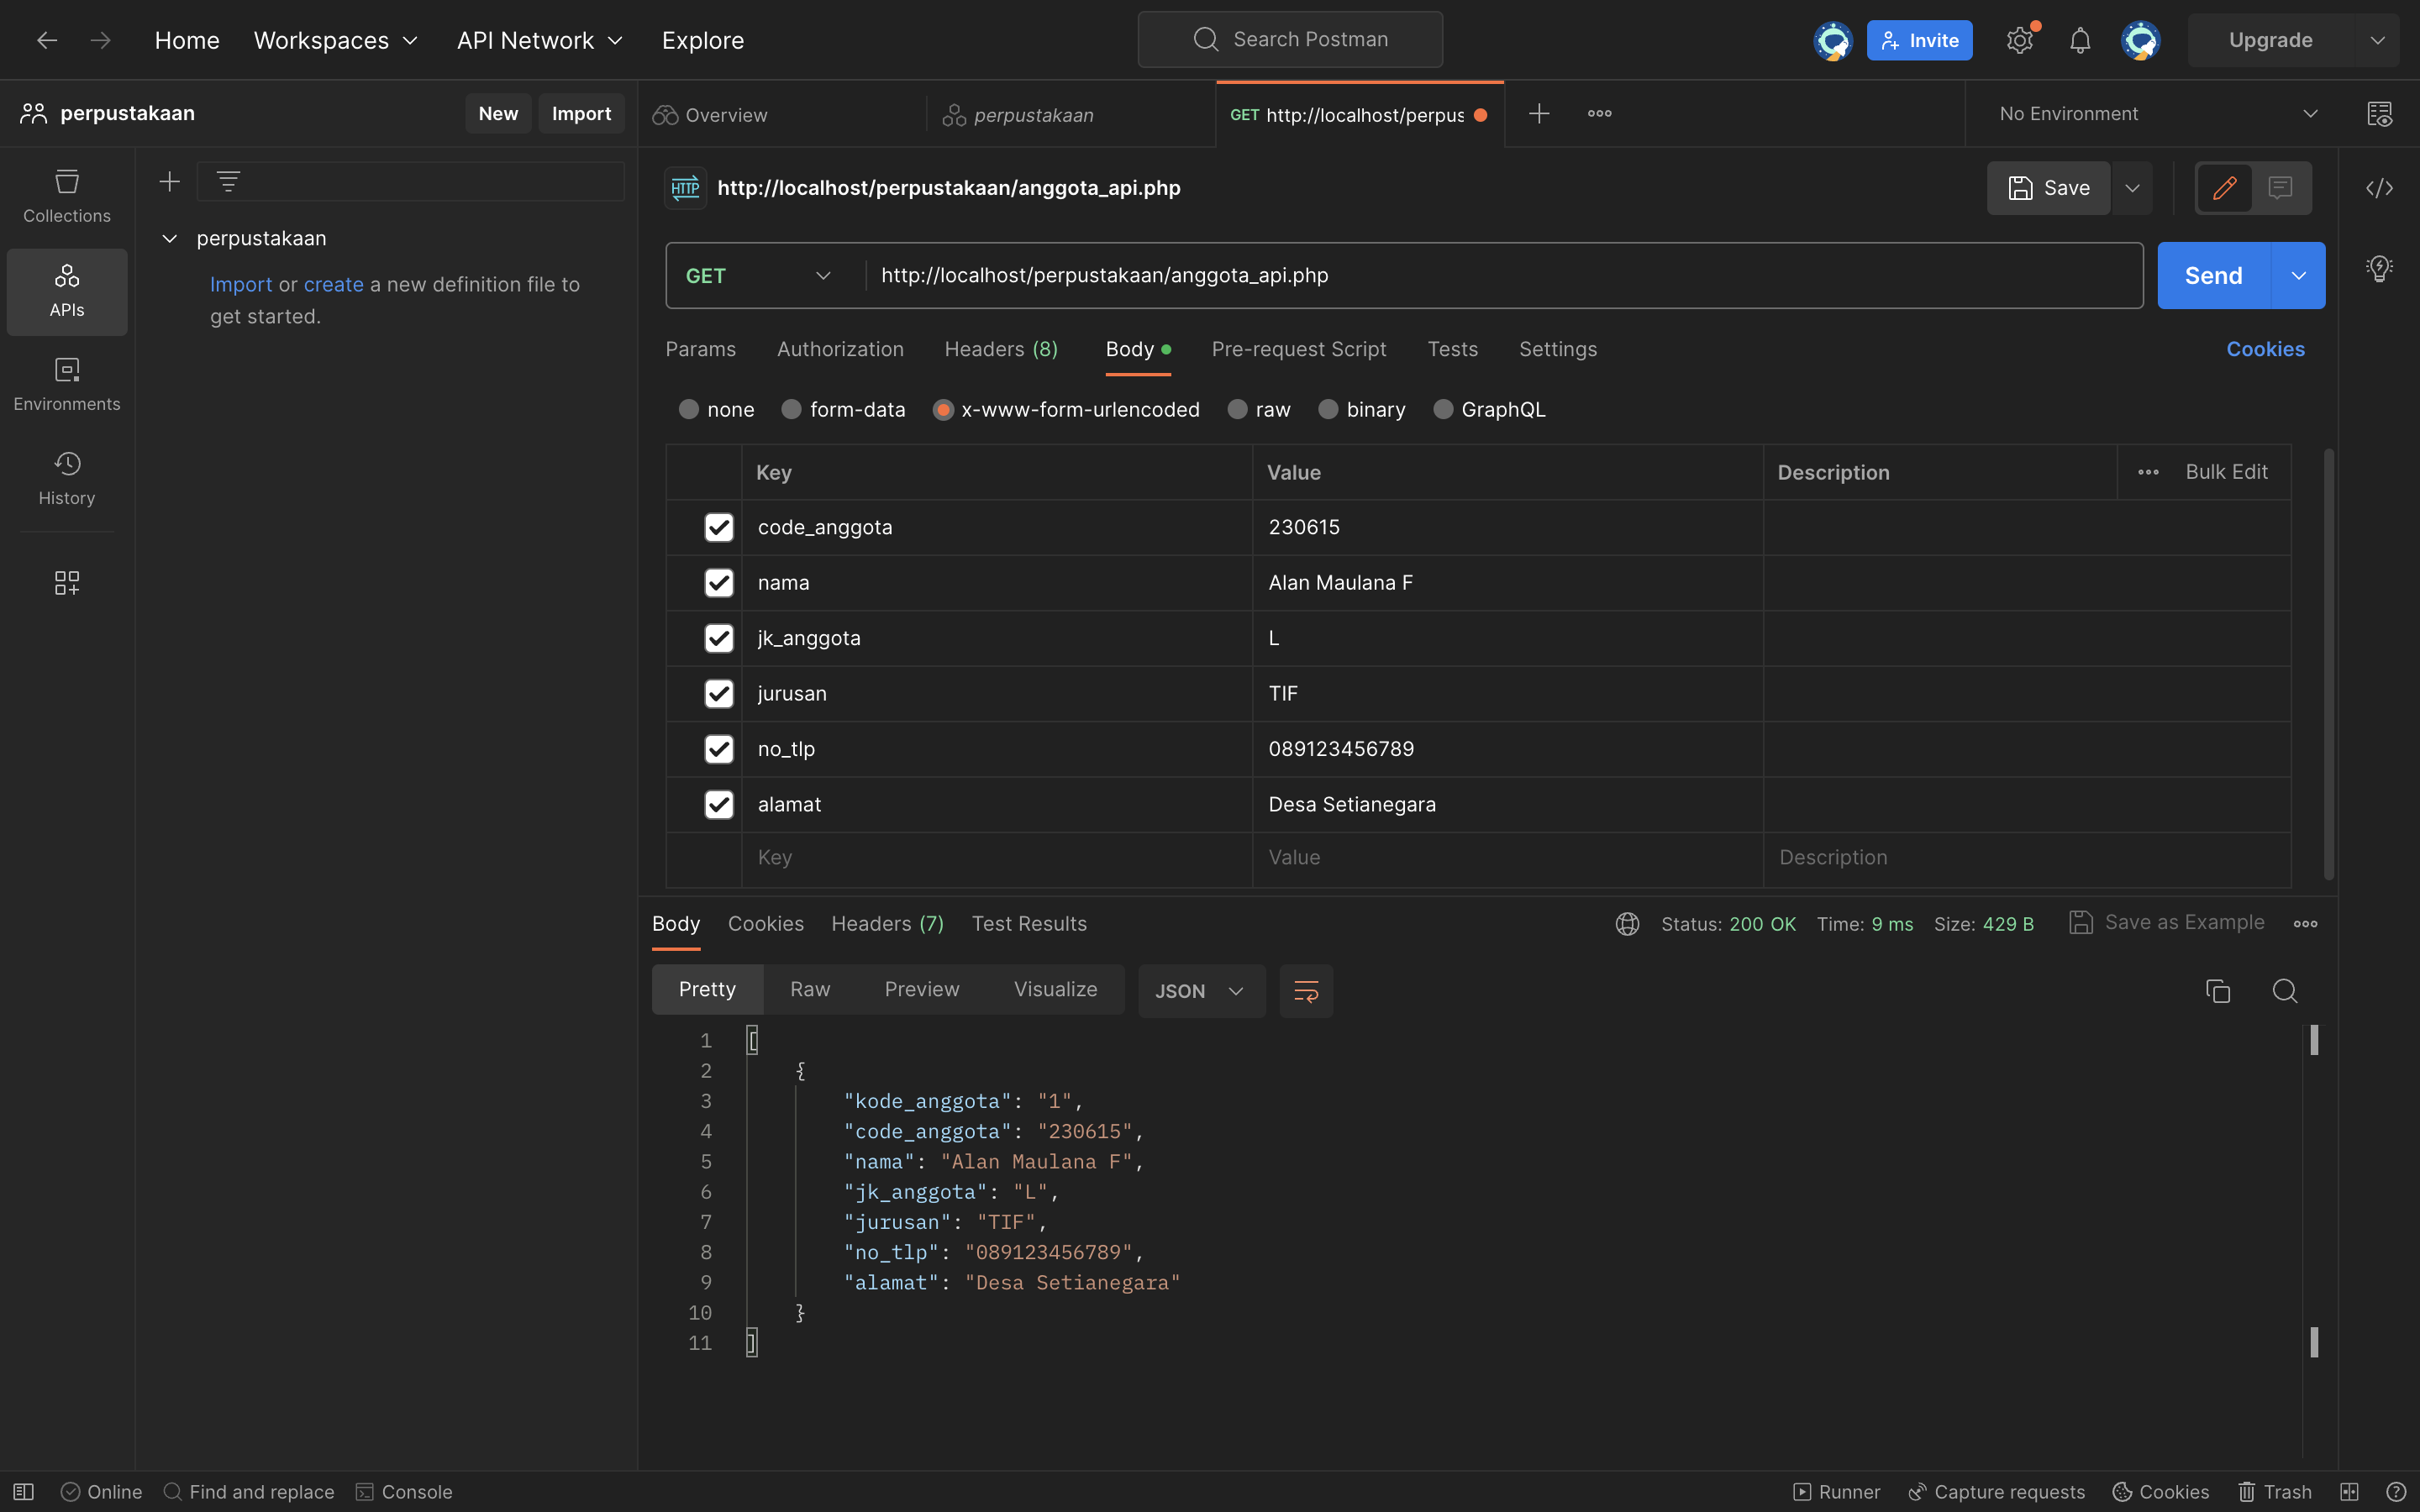 Home Workspaces API Network Explore Search Postman Invite Upgrade
perpustakaan New Import Overview perpustakaan GET http://localhost/perpus No Environment
Collections
APIs
Environments
History
perpustakaan
Import or create a new definition file to
get started.
HTTP http://localhost/perpustakaan/anggota_api.php Save
GET http://localhost/perpustakaan/anggota_api.php Send
Params Authorization Headers (8) Body Pre-request Script Tests Settings Cookies
none form-data x-www-form-urlencoded raw binary GraphQL
Key Value Description Bulk Edit
code_anggota 230615
nama Alan Maulana F
jk_anggota L
jurusan TIF
no_tlp 089123456789
alamat Desa Setianegara
Key Value Description
Body Cookies Headers (7) Test Results Status: 200 OK Time: 9 ms Size: 429 B Save as Example
Pretty Raw Preview Visualize JSON
1 [
2 {
3 "kode_anggota": "1",
4 "code_anggota": "230615",
5 "nama": "Alan Maulana F",
6 "jk_anggota": "L",
7 "jurusan": "TIF",
8 "no_tlp": "089123456789",
9 "alamat": "Desa Setianegara"
10 }
11 ]
Online Find and replace Console Runner Capture requests Cookies Trash